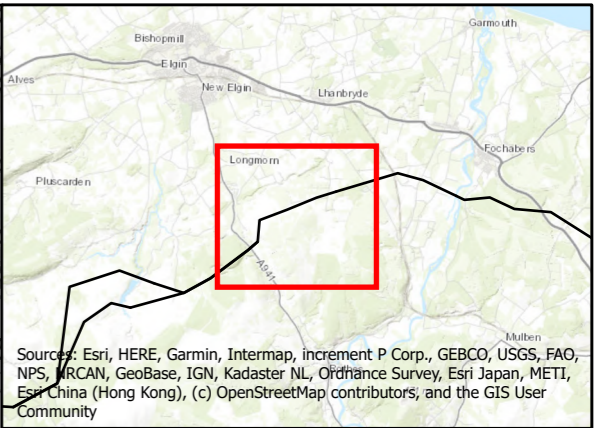 Garmouth
Bishopmill
Elgin
Alves
New Elgin
Lhanbryde
Fochabers
Longmorn
Pluscarden
A941
Mulben
Rothes
Sources: Esri, HERE, Garmin, Intermap, increment P Corp., GEBCO, USGS, FAO,
NPS, NRCAN, GeoBase, IGN, Kadaster NL, Ordnance Survey, Esri Japan, METI,
Esri China (Hong Kong), (c) OpenStreetMap contributors, and the GIS User
Community